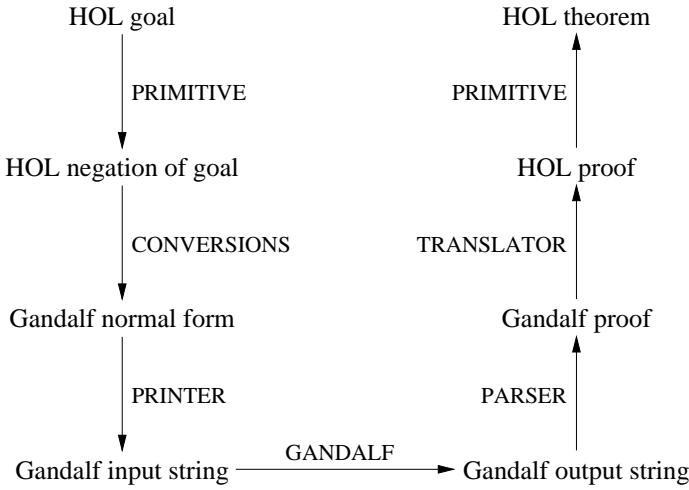 HOL goal
HOL theorem
PRIMITIVE
PRIMITIVE
HOL negation of goal
HOL proof
CONVERSIONS
TRANSLATOR
Gandalf normal form
Gandalf proof
PRINTER
PARSER
GANDALF
Gandalf input string
Gandalf output string